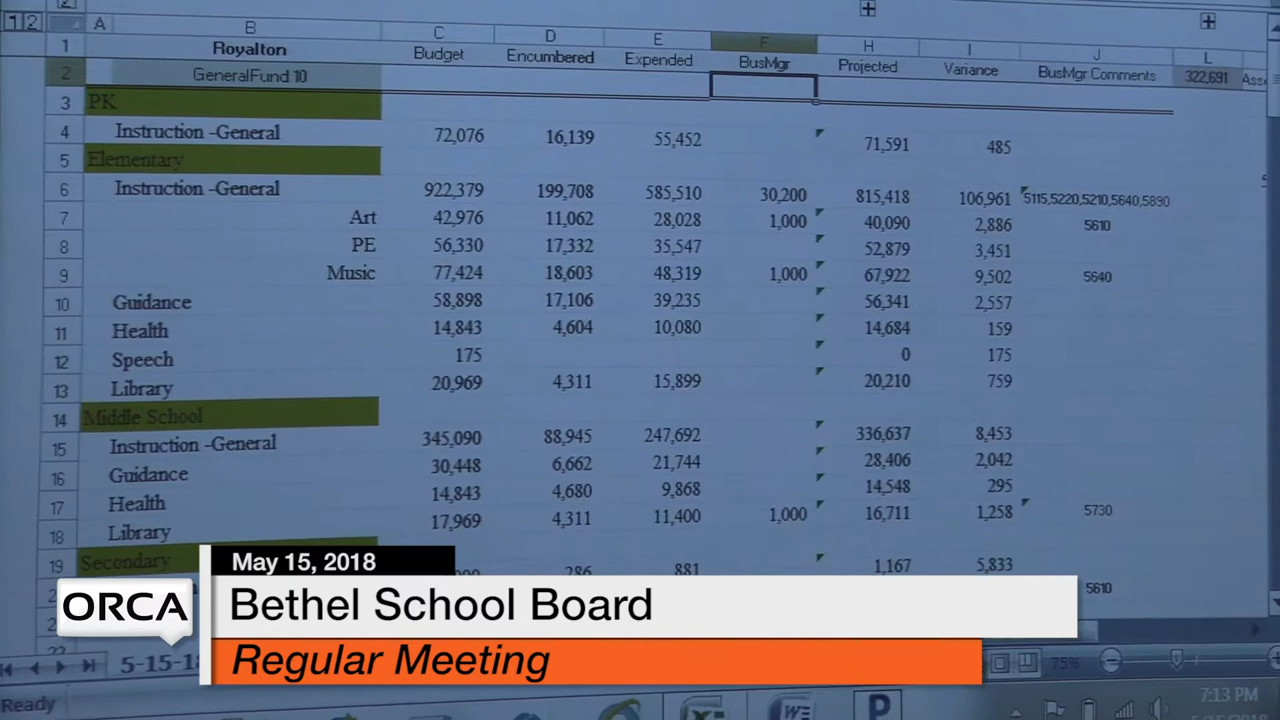 1 2 A B C D E F H I J L
1 Royalton Budget Encumbered Expended BusMgr Projected Variance BusMgr Comments
2 GeneralFund 10 322,691
3 PK
4 Instruction -General 72,076 16,139 55,452 71,591 485
5 Elementary
6 Instruction -General 922,379 199,708 585,510 30,200 815,418 106,961 5115,5220,5210,5640,5890
7 Art 42,976 11,062 28,028 1,000 40,090 2,886 5610
8 PE 56,330 17,332 35,547 52,879 3,451
9 Music 77,424 18,603 48,319 1,000 67,922 9,502 5640
10 Guidance 58,898 17,106 39,235 56,341 2,557
11 Health 14,843 4,604 10,080 14,684 159
12 Speech 175 0 175
13 Library 20,969 4,311 15,899 20,210 759
14 Middle School
15 Instruction -General 345,090 88,945 247,692 336,637 8,453
16 Guidance 30,448 6,662 21,744 28,406 2,042
17 Health 14,843 4,680 9,868 14,548 295
18 Library 17,969 4,311 11,400 1,000 16,711 1,258 5730
19 Secondary
286 881 1,167 5,833 5610
May 15, 2018
ORCA
Bethel School Board
Regular Meeting
5-15-1
75%
Ready
7:13 PM